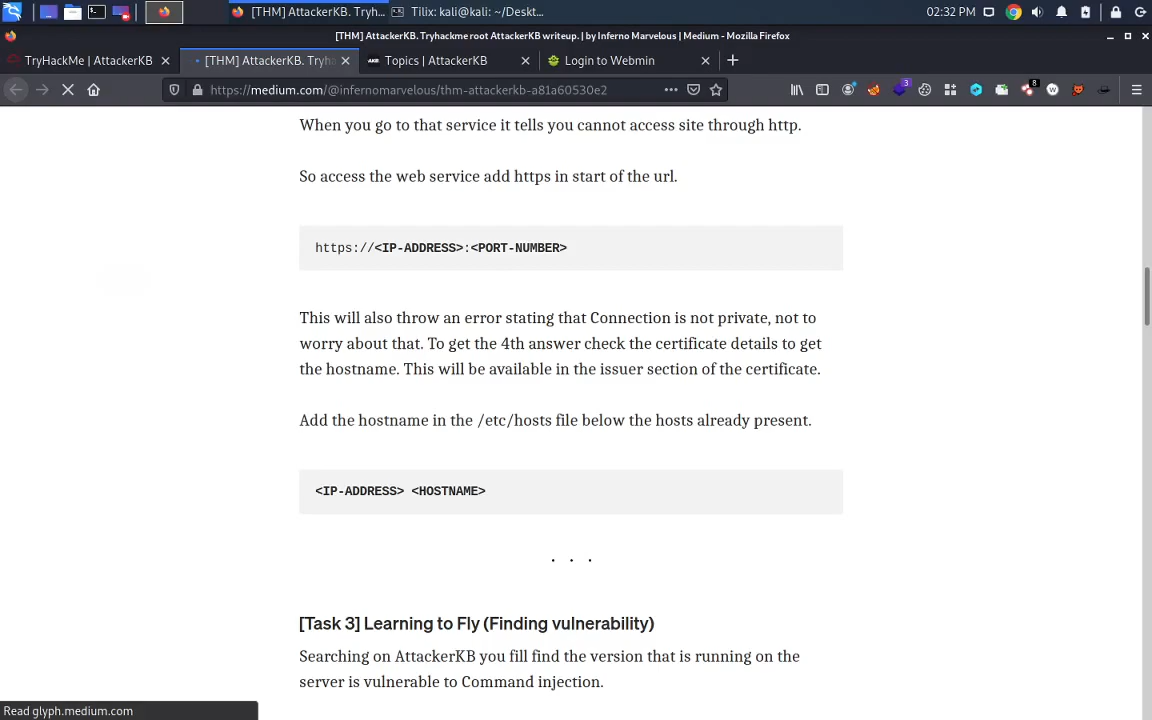 [THM] AttackerKB. Tryh...
Tilix: kali@kali: ~/Deskt...
02:32 PM
[THM] AttackerKB. Tryhackme root AttackerKB writeup. | by Inferno Marvelous | Medium - Mozilla Firefox
TryHackMe | AttackerKB
[THM] AttackerKB. Tryha
AKB
Topics | AttackerKB
Login to Webmin
https://medium.com/@infernomarvelous/thm-attackerkb-a81a60530e2
3
8
When you go to that service it tells you cannot access site through http.
So access the web service add https in start of the url.
https://<IP-ADDRESS>:<PORT-NUMBER>
This will also throw an error stating that Connection is not private, not to
worry about that. To get the 4th answer check the certificate details to get
the hostname. This will be available in the issuer section of the certificate.
Add the hostname in the /etc/hosts file below the hosts already present.
<IP-ADDRESS> <HOSTNAME>
. . .
[Task 3] Learning to Fly (Finding vulnerability)
Searching on AttackerKB you fill find the version that is running on the
server is vulnerable to Command injection.
Read glyph.medium.com